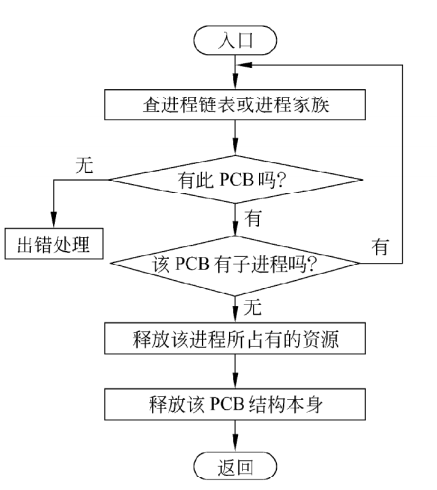 入口
查进程链表或进程家族
无
有此 PCB 吗?
有
出错处理
该 PCB 有子进程吗?
有
无
释放该进程所占有的资源
释放该 PCB 结构本身
返回